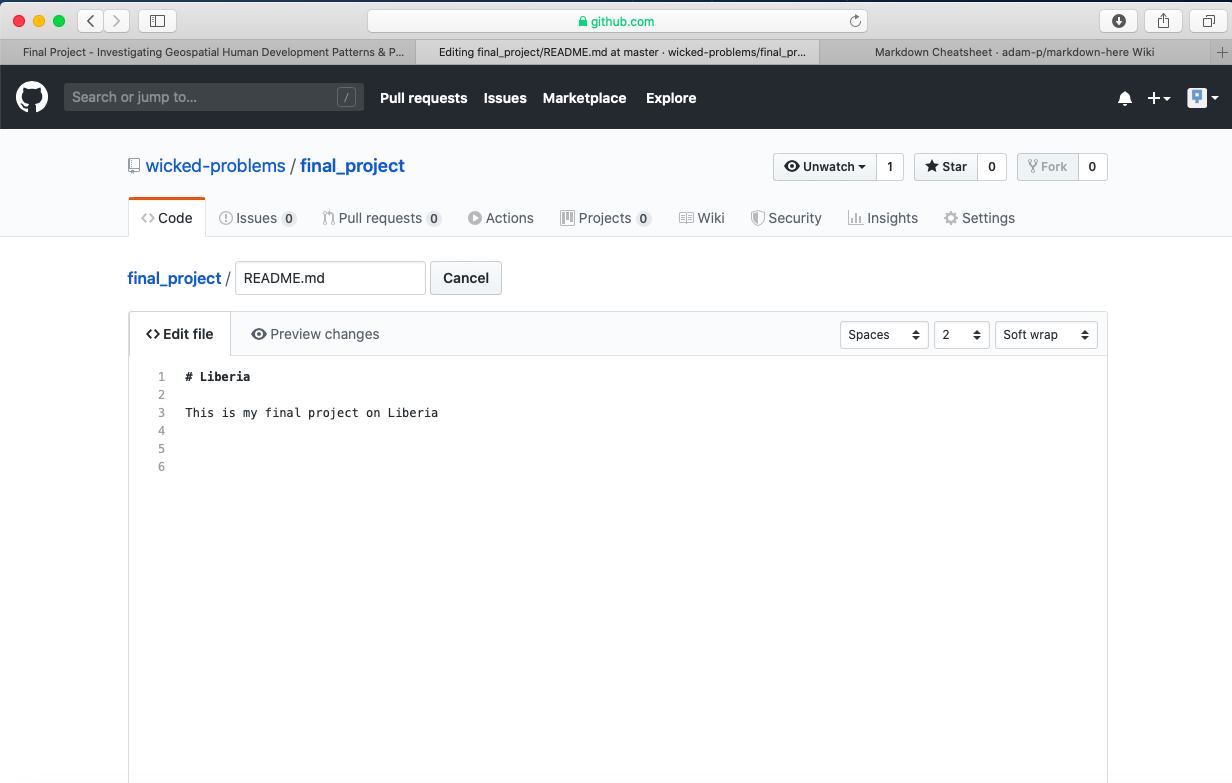 github.com
Final Project - Investigating Geospatial Human Development Patterns & P...
Editing final_project/README.md at master · wicked-problems/final_pr...
Markdown Cheatsheet · adam-p/markdown-here Wiki
Search or jump to... /
Pull requests Issues Marketplace Explore
wicked-problems / final_project
Unwatch 1 Star 0 Fork 0
Code Issues 0 Pull requests 0 Actions Projects 0 Wiki Security Insights Settings
final_project / README.md Cancel
Edit file Preview changes Spaces 2 Soft wrap
1 # Liberia
2
3 This is my final project on Liberia
4
5
6